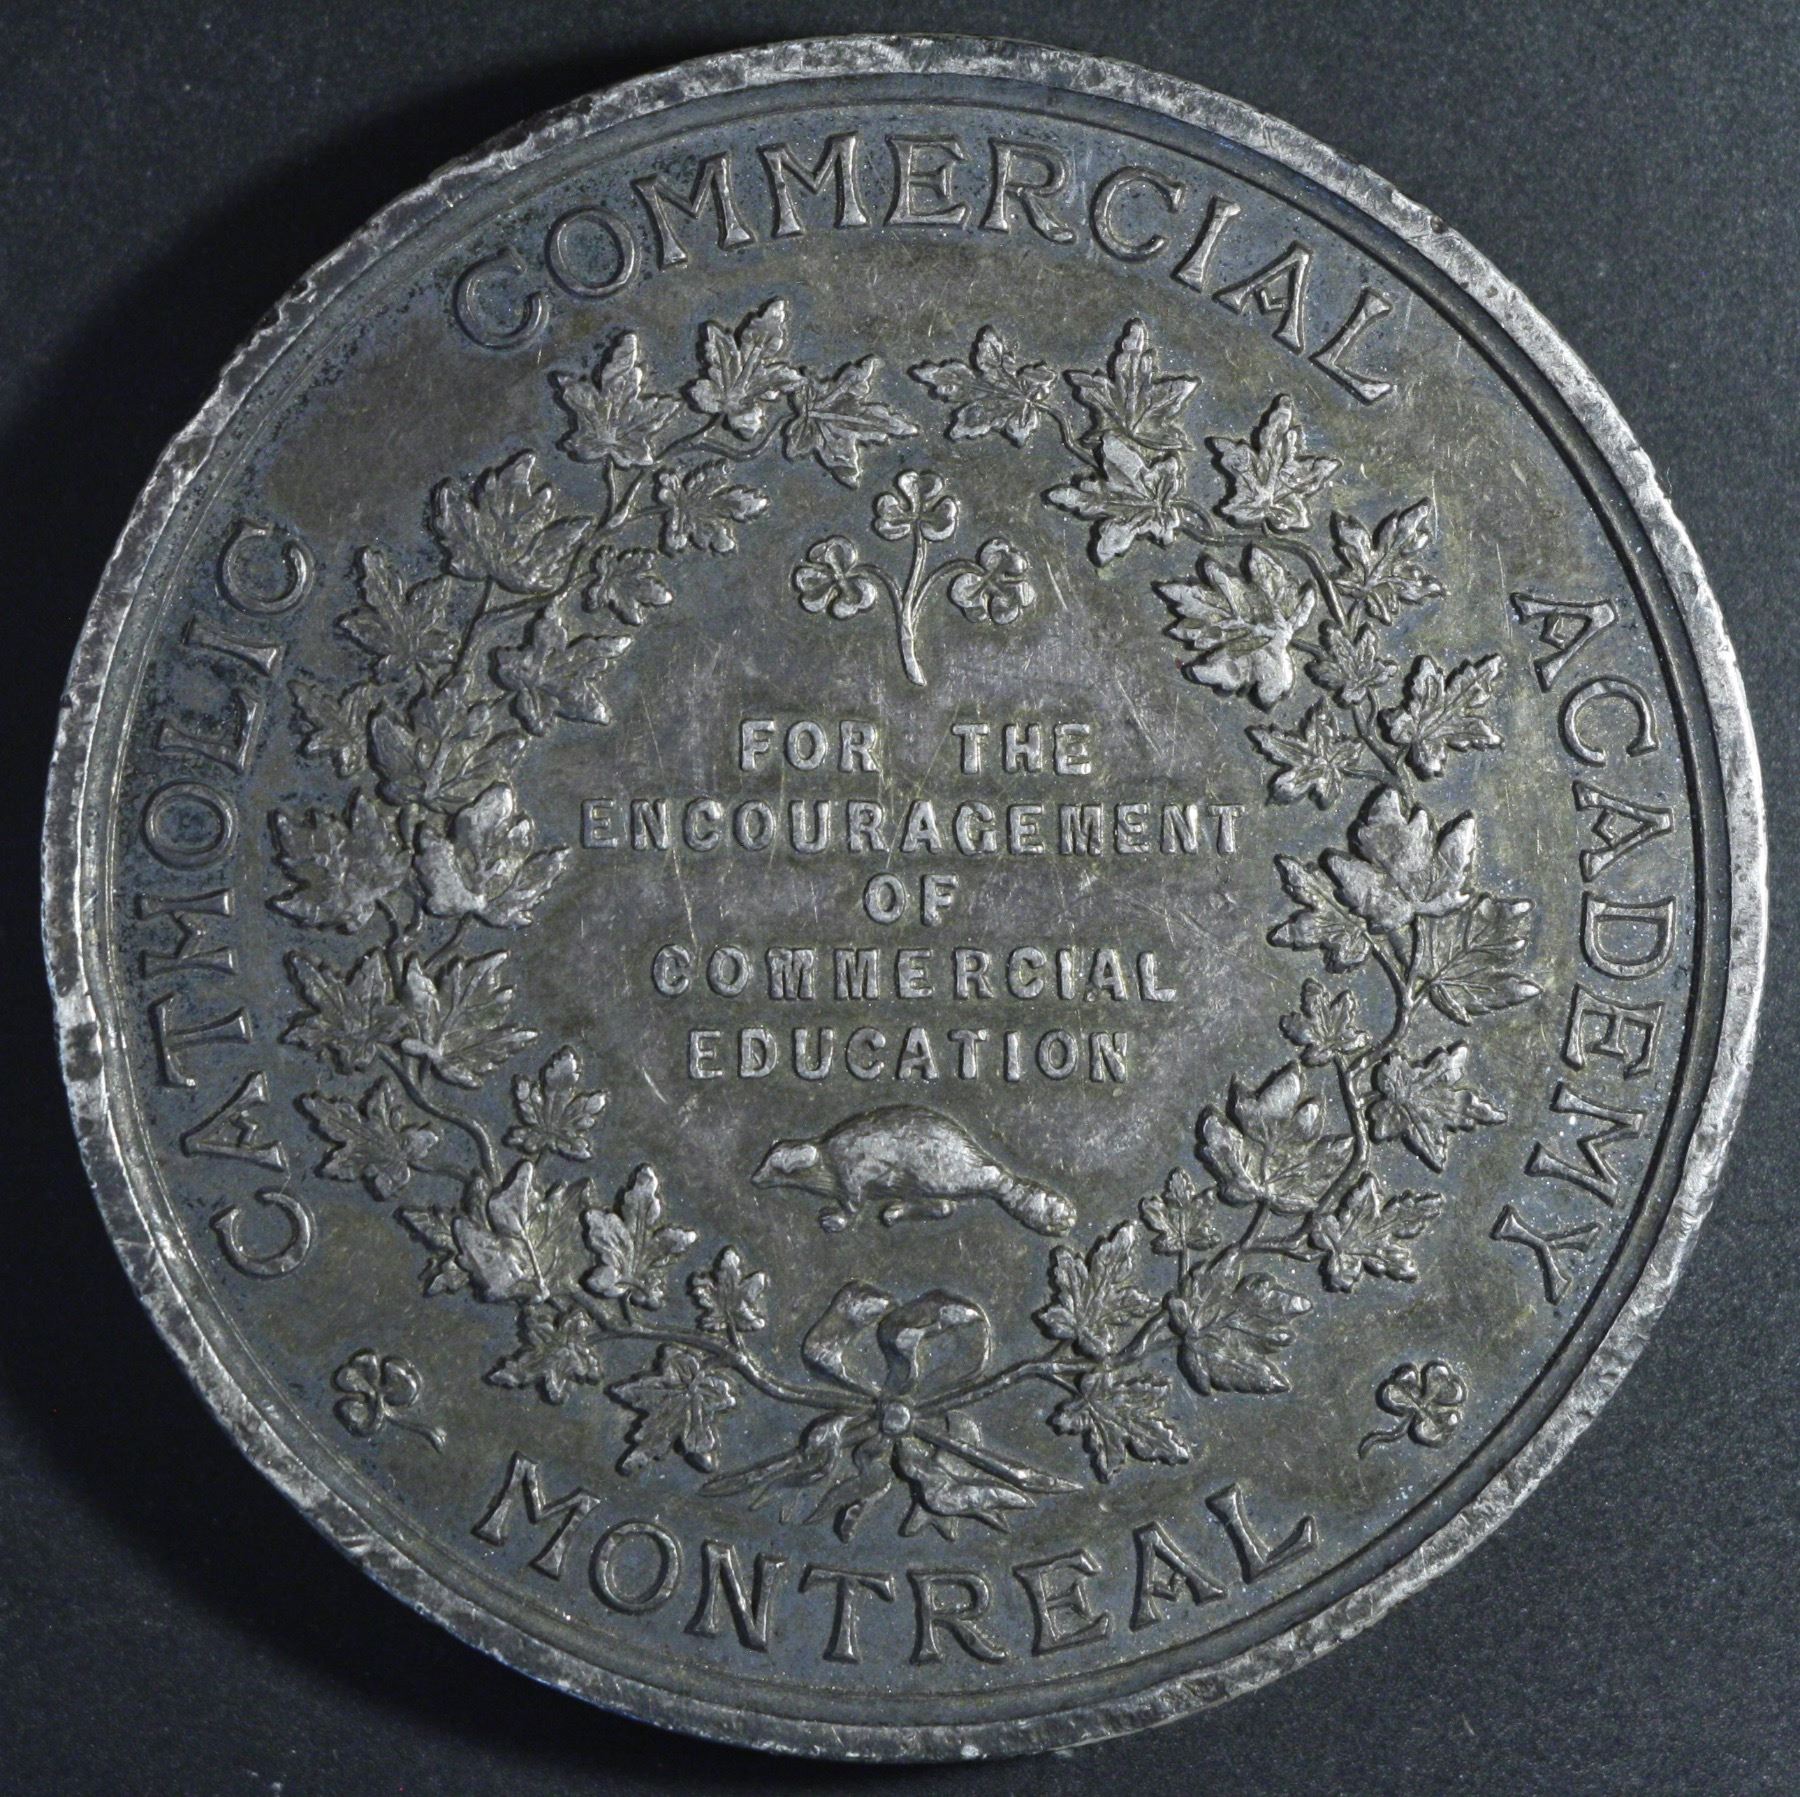 CATHOLIC COMMERCIAL ACADEMY
FOR THE
ENCOURAGEMENT
OF
COMMERCIAL
EDUCATION
MONTREAL